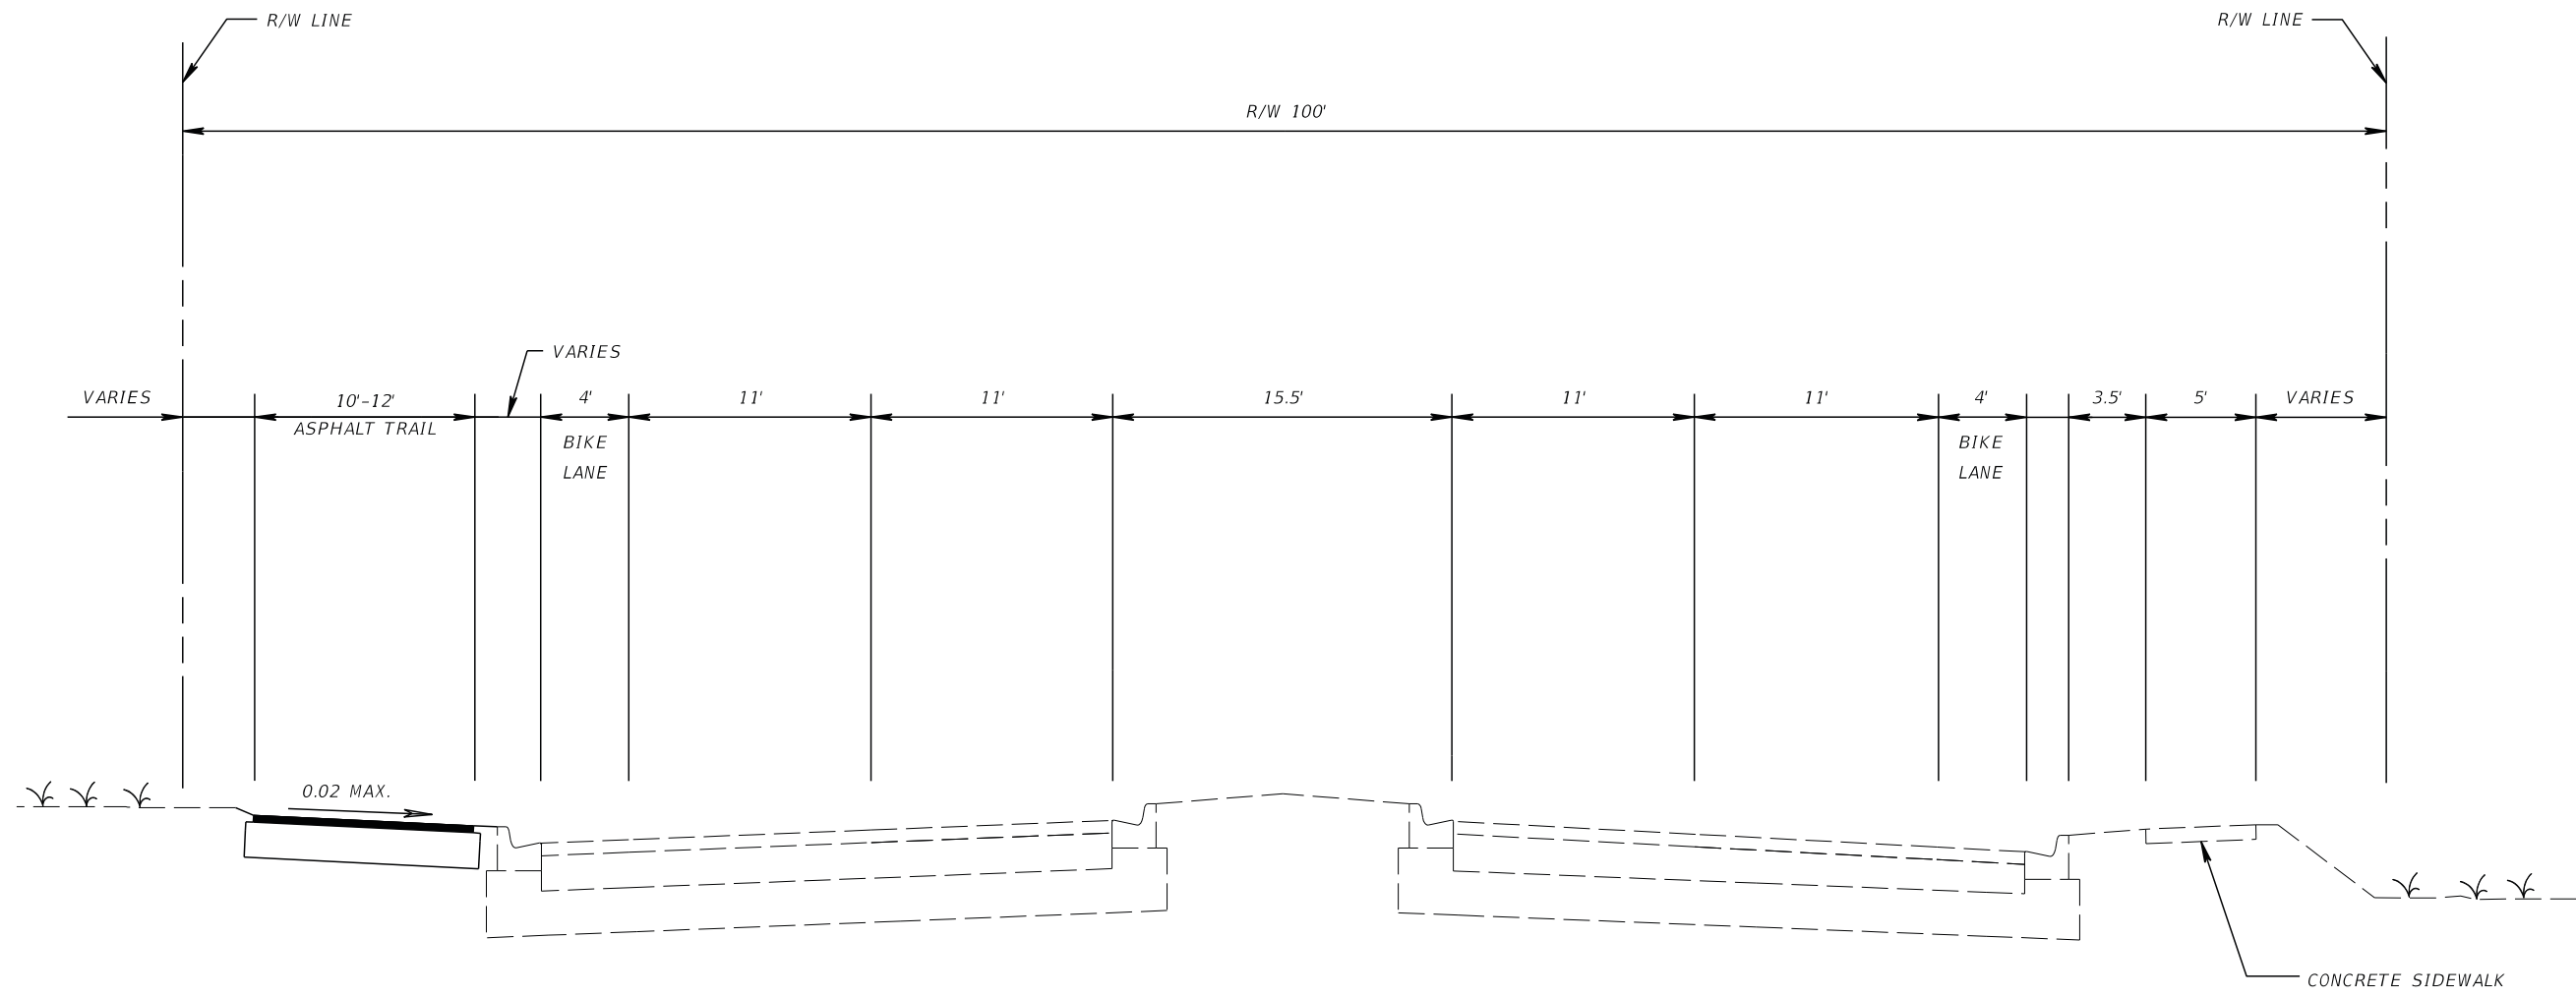 R/W LINE
R/W LINE
R/W 100'
VARIES
VARIES
10'-12'
ASPHALT TRAIL
4'
BIKE
LANE
11'
11'
15.5'
11'
11'
4'
BIKE
LANE
3.5'
5'
VARIES
0.02 MAX.
CONCRETE SIDEWALK